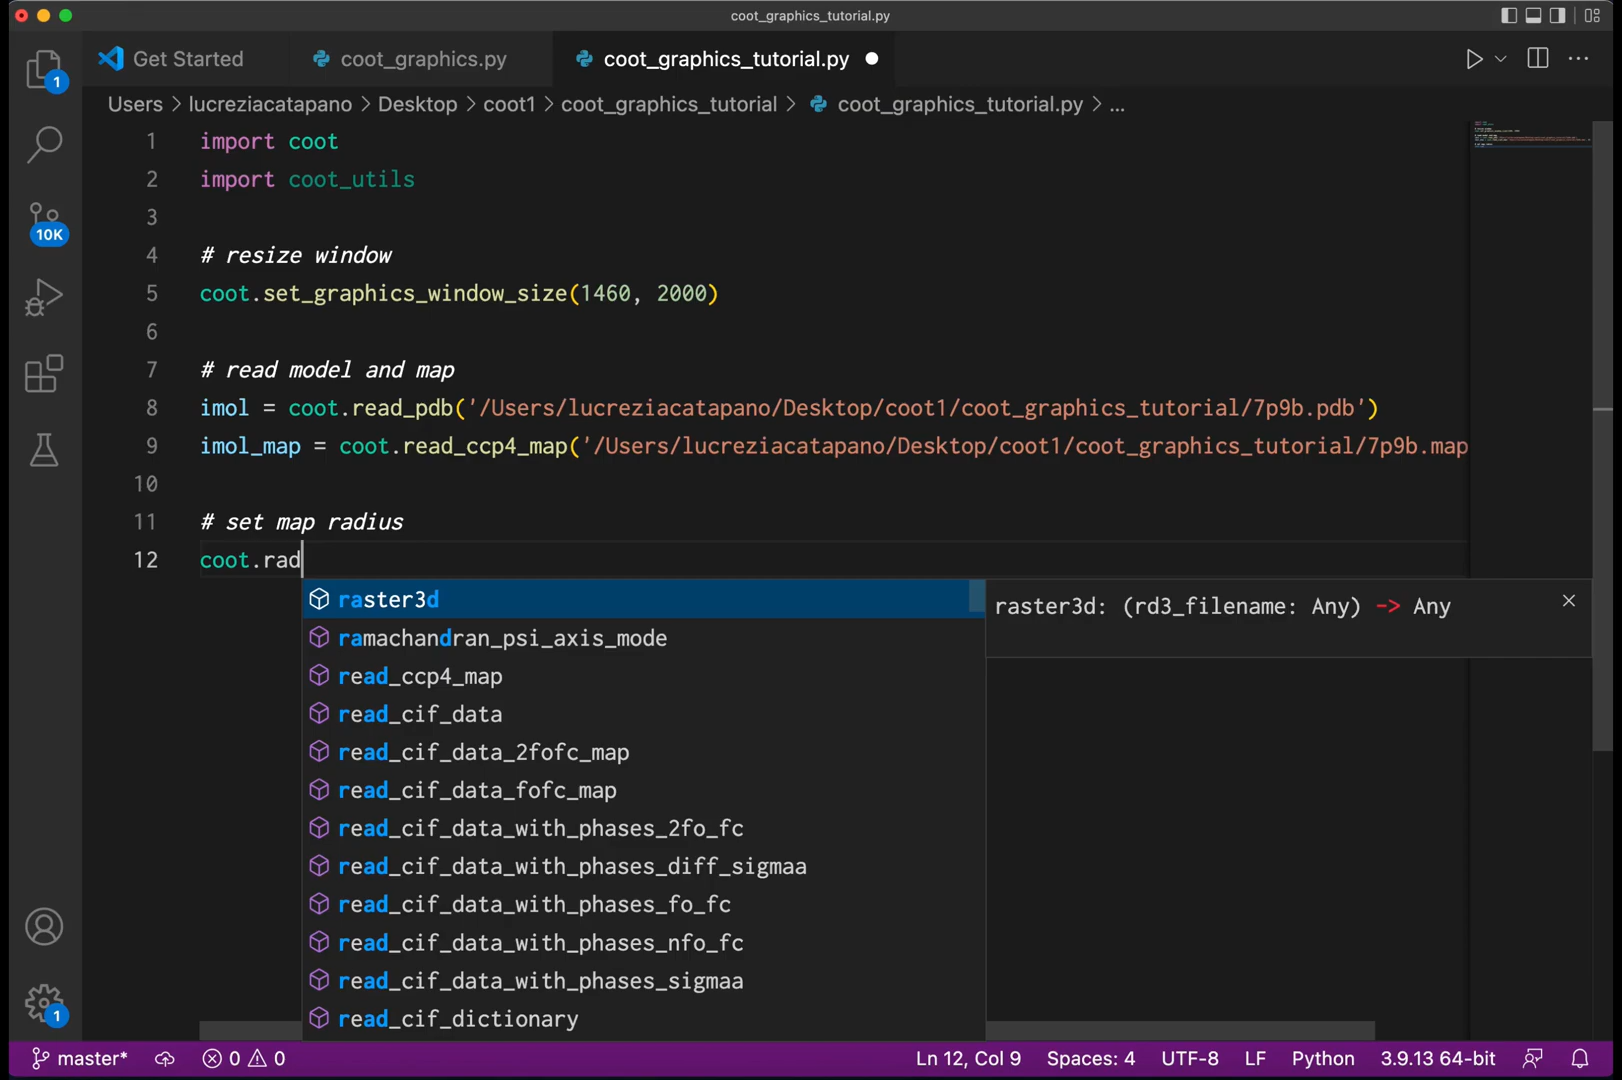 coot_graphics_tutorial.py
1
Get Started
coot_graphics.py
coot_graphics_tutorial.py
Users > lucreziacatapano > Desktop > coot1 > coot_graphics_tutorial > coot_graphics_tutorial.py > ...
10K
1 import coot
2 import coot_utils
3
4 # resize window
5 coot.set_graphics_window_size(1460, 2000)
6
7 # read model and map
8 imol = coot.read_pdb('/Users/lucreziacatapano/Desktop/coot1/coot_graphics_tutorial/7p9b.pdb')
9 imol_map = coot.read_ccp4_map('/Users/lucreziacatapano/Desktop/coot1/coot_graphics_tutorial/7p9b.map
10
11 # set map radius
12 coot.rad
raster3d
raster3d: (rd3_filename: Any) -> Any
ramachandran_psi_axis_mode
read_ccp4_map
read_cif_data
read_cif_data_2fofc_map
read_cif_data_fofc_map
read_cif_data_with_phases_2fo_fc
read_cif_data_with_phases_diff_sigmaa
read_cif_data_with_phases_fo_fc
read_cif_data_with_phases_nfo_fc
read_cif_data_with_phases_sigmaa
read_cif_dictionary
1
master* 0 0 Ln 12, Col 9 Spaces: 4 UTF-8 LF Python 3.9.13 64-bit